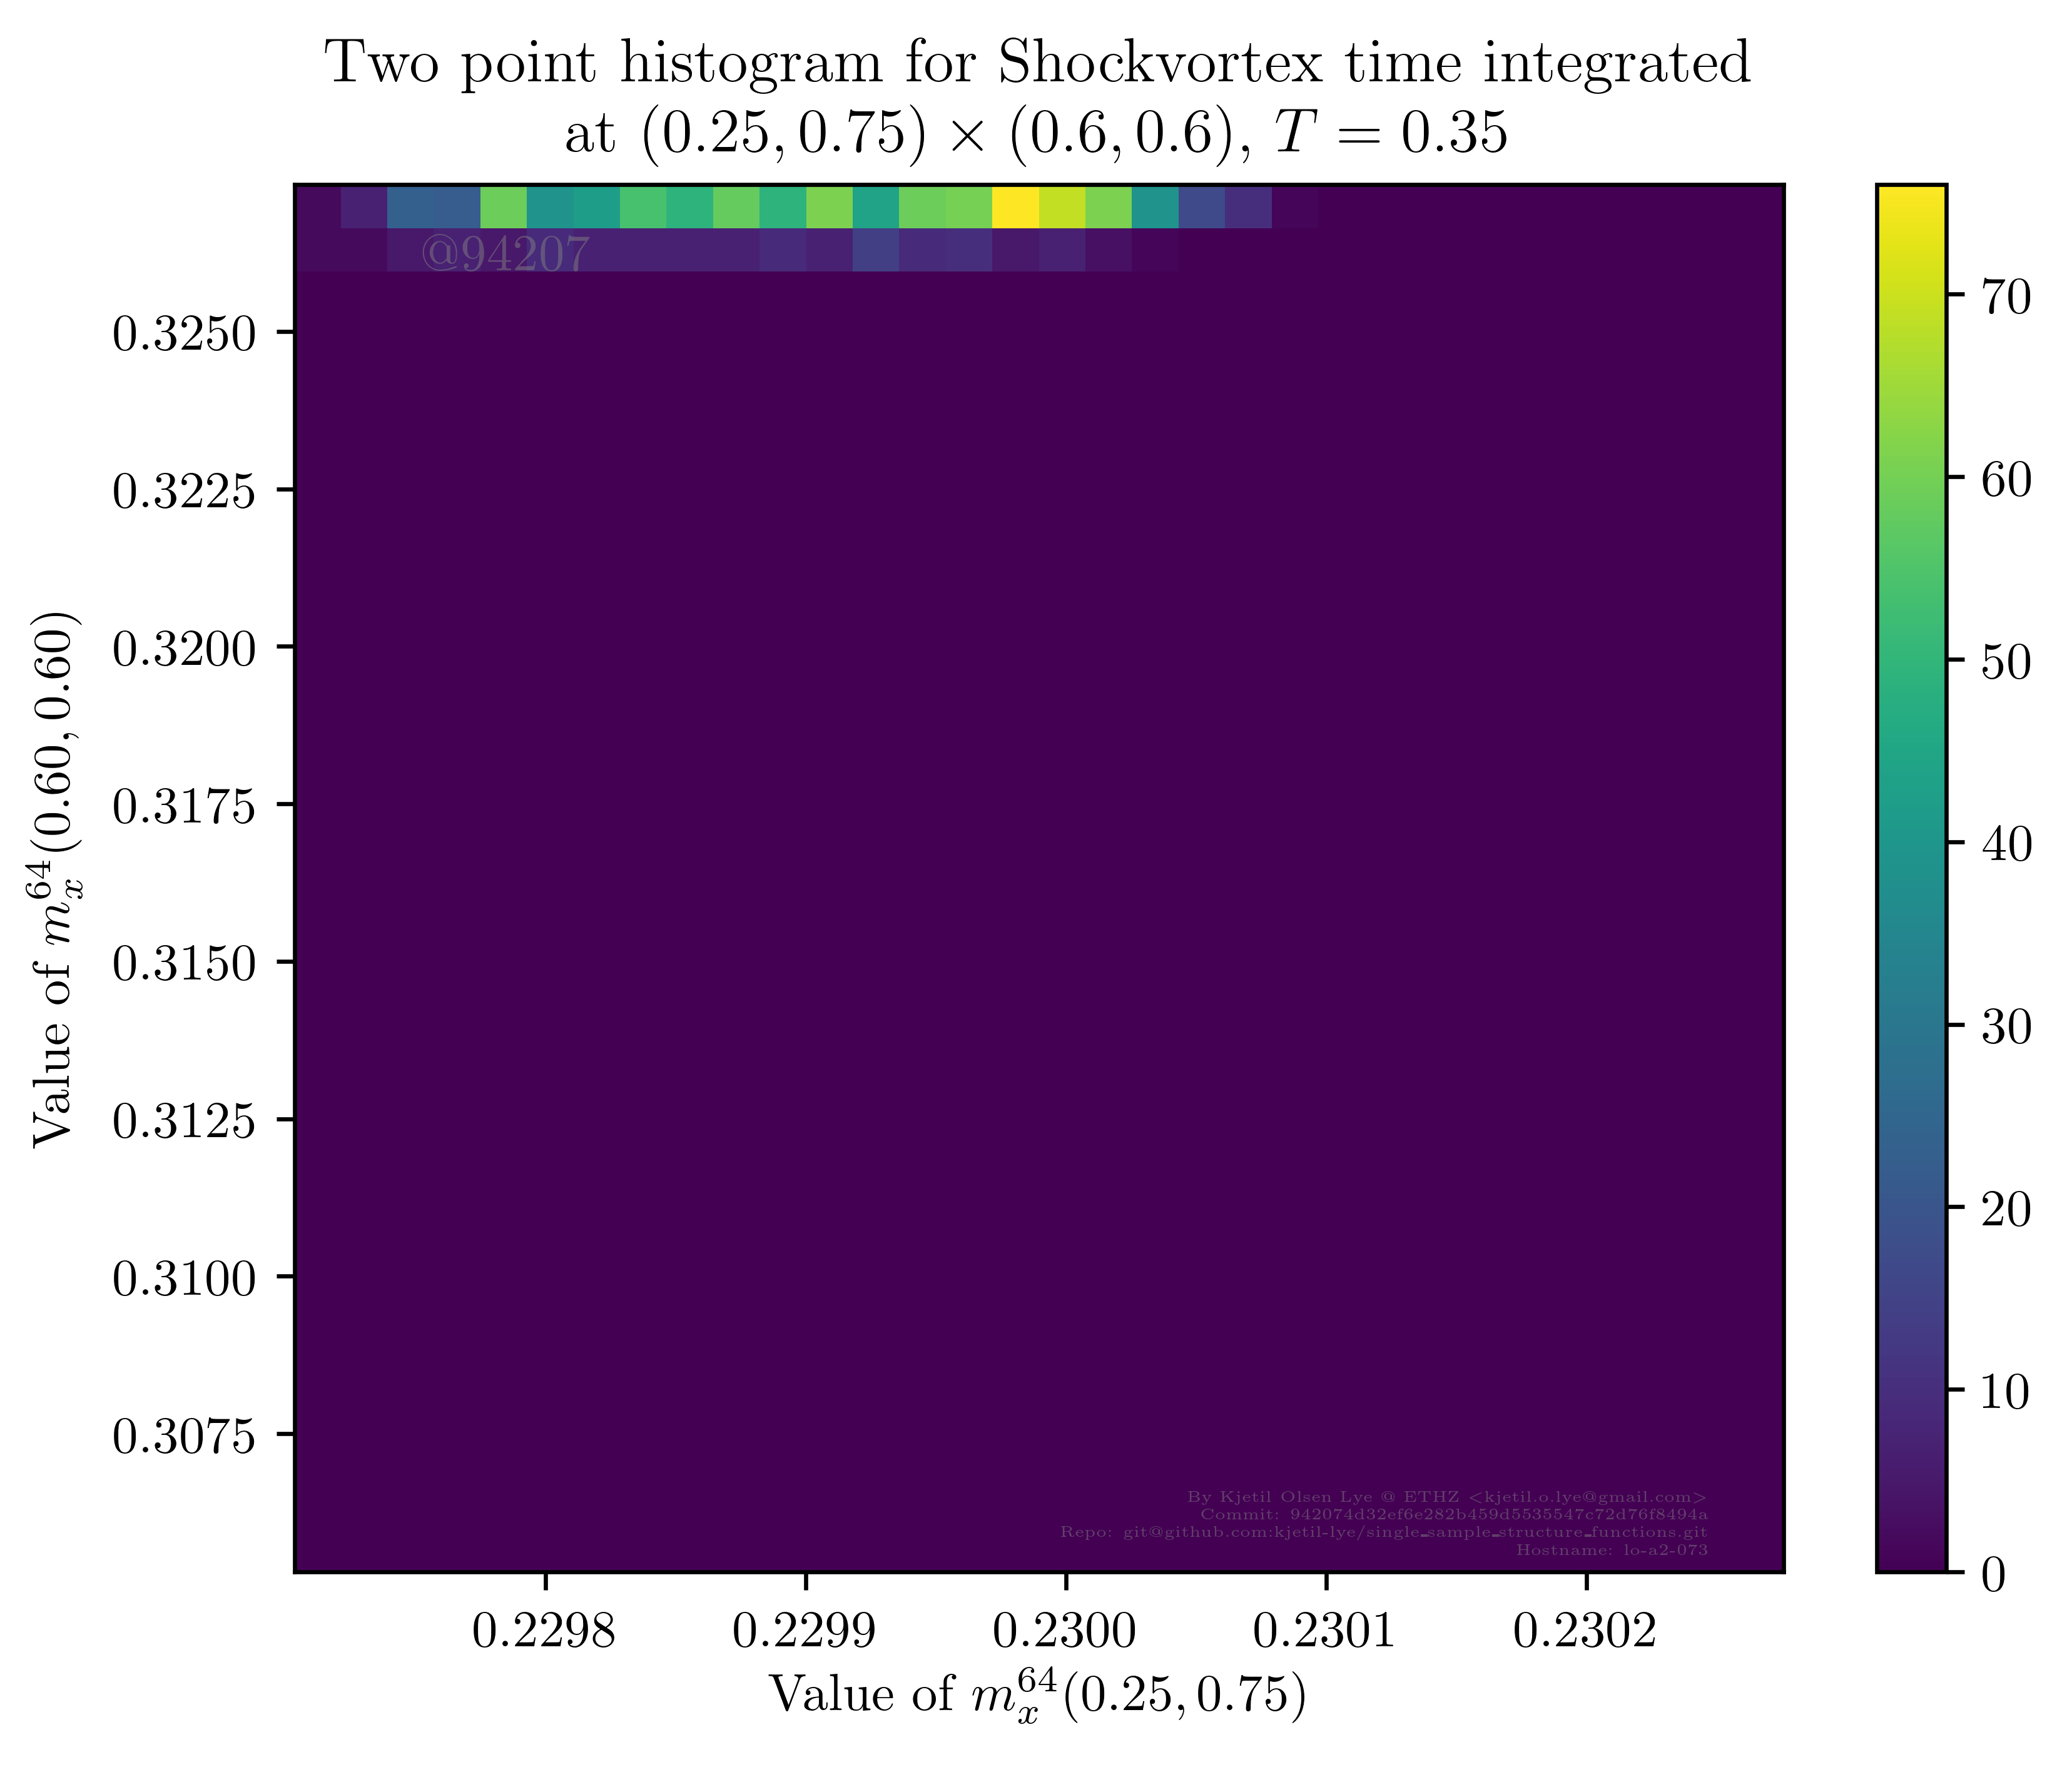 Two point histogram for Shockvortex time integrated
at (0.25, 0.75) × (0.6, 0.6), T = 0.35
@94207
0.3250
0.3225
0.3200
0.3175
0.3150
0.3125
0.3100
0.3075
Value of m_x^{64}(0.60, 0.60)
0.2298 0.2299 0.2300 0.2301 0.2302
Value of m_x^{64}(0.25, 0.75)
70
60
50
40
30
20
10
0
By Kjetil Olsen Lye @ ETHZ <kjetil.o.lye@gmail.com>
Commit: 942074d32ef6e282b459d5535547c72d76f8494a
Repo: git@github.com:kjetil-lye/single_sample_structure_functions.git
Hostname: lo-a2-073